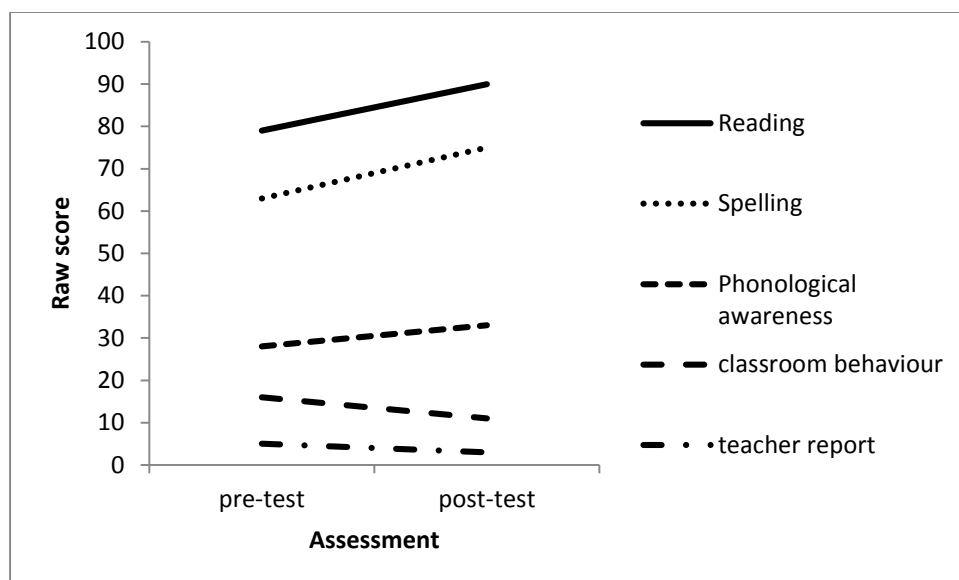 100
90
80
70
60
50
40
30
20
10
0
Raw score
pre-test
post-test
Assessment
Reading
Spelling
Phonological
awareness
classroom behaviour
teacher report